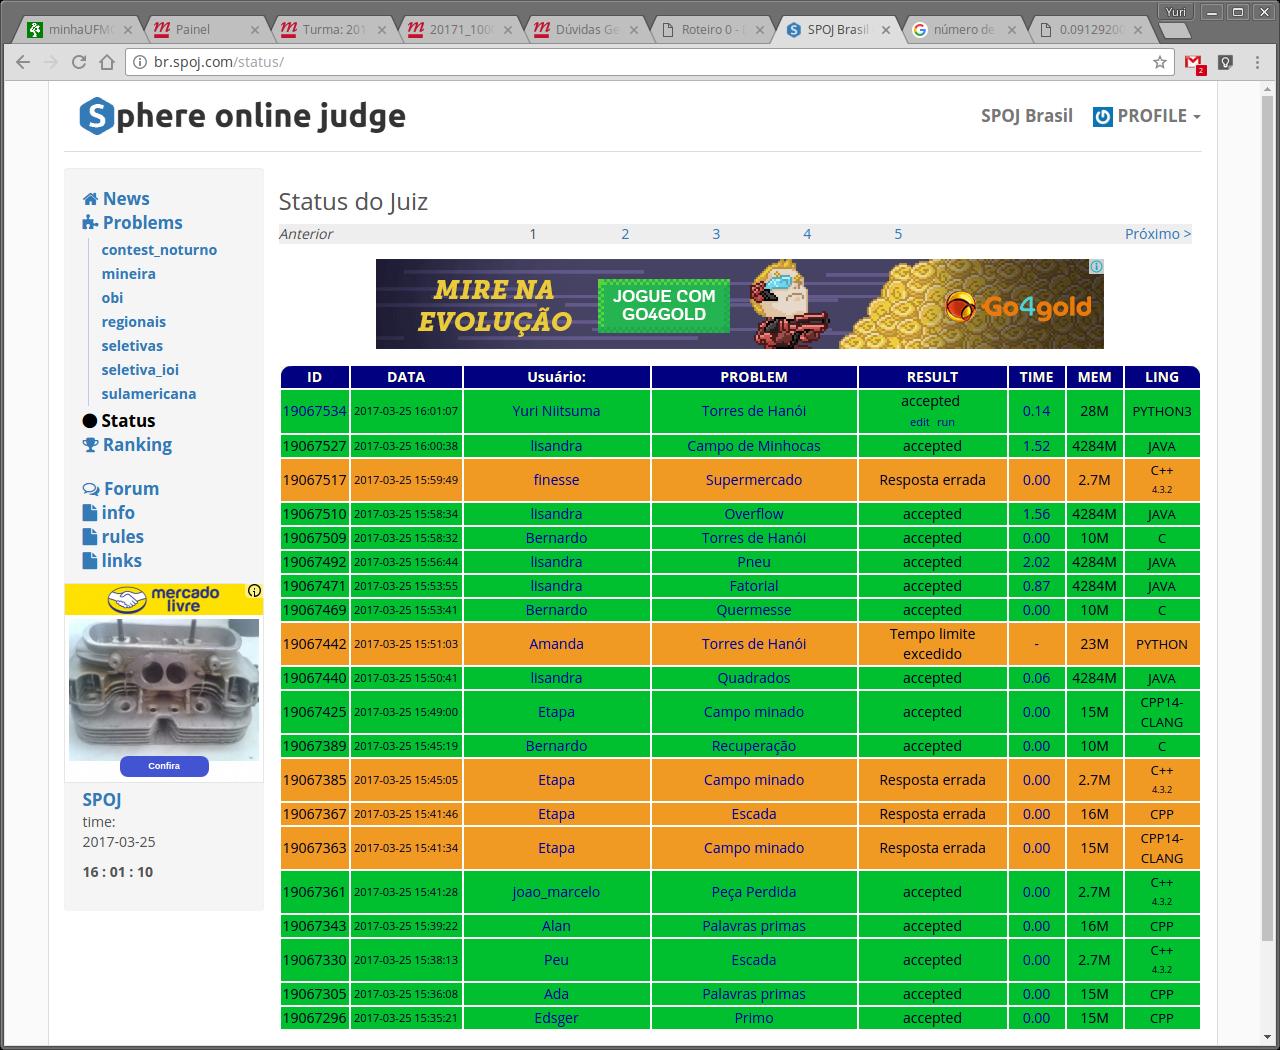 Yuri
minhaUFM
Painel
Turma: 201
20171_100
Dúvidas Ge
Roteiro 0 -
SPOJ Brasil
número de
0.09129200
br.spoj.com/status/
2
Sphere online judge
SPOJ Brasil
PROFILE
News
Problems
contest_noturno
mineira
obi
regionais
seletivas
seletiva_ioi
sulamericana
Status
Ranking
Forum
info
rules
links
mercado
livre
Confira
SPOJ
time:
2017-03-25
16 : 01 : 10
Status do Juiz
Anterior 1 2 3 4 5 Próximo >
MIRE NA
EVOLUÇÃO
JOGUE COM
GO4GOLD
Go4gold
ID DATA Usuário: PROBLEM RESULT TIME MEM LING
19067534 2017-03-25 16:01:07 Yuri Niitsuma Torres de Hanói accepted 0.14 28M PYTHON3
edit run
19067527 2017-03-25 16:00:38 lisandra Campo de Minhocas accepted 1.52 4284M JAVA
19067517 2017-03-25 15:59:49 finesse Supermercado Resposta errada 0.00 2.7M C++
4.3.2
19067510 2017-03-25 15:58:34 lisandra Overflow accepted 1.56 4284M JAVA
19067509 2017-03-25 15:58:32 Bernardo Torres de Hanói accepted 0.00 10M C
19067492 2017-03-25 15:56:44 lisandra Pneu accepted 2.02 4284M JAVA
19067471 2017-03-25 15:53:55 lisandra Fatorial accepted 0.87 4284M JAVA
19067469 2017-03-25 15:53:41 Bernardo Quermesse accepted 0.00 10M C
19067442 2017-03-25 15:51:03 Amanda Torres de Hanói Tempo limite - 23M PYTHON
excedido
19067440 2017-03-25 15:50:41 lisandra Quadrados accepted 0.06 4284M JAVA
19067425 2017-03-25 15:49:00 Etapa Campo minado accepted 0.00 15M CPP14-
CLANG
19067389 2017-03-25 15:45:19 Bernardo Recuperação accepted 0.00 10M C
19067385 2017-03-25 15:45:05 Etapa Campo minado Resposta errada 0.00 2.7M C++
4.3.2
19067367 2017-03-25 15:41:46 Etapa Escada Resposta errada 0.00 16M CPP
19067363 2017-03-25 15:41:34 Etapa Campo minado Resposta errada 0.00 15M CPP14-
CLANG
19067361 2017-03-25 15:41:28 joao_marcelo Peça Perdida accepted 0.00 2.7M C++
4.3.2
19067343 2017-03-25 15:39:22 Alan Palavras primas accepted 0.00 16M CPP
19067330 2017-03-25 15:38:13 Peu Escada accepted 0.00 2.7M C++
4.3.2
19067305 2017-03-25 15:36:08 Ada Palavras primas accepted 0.00 15M CPP
19067296 2017-03-25 15:35:21 Edsger Primo accepted 0.00 15M CPP